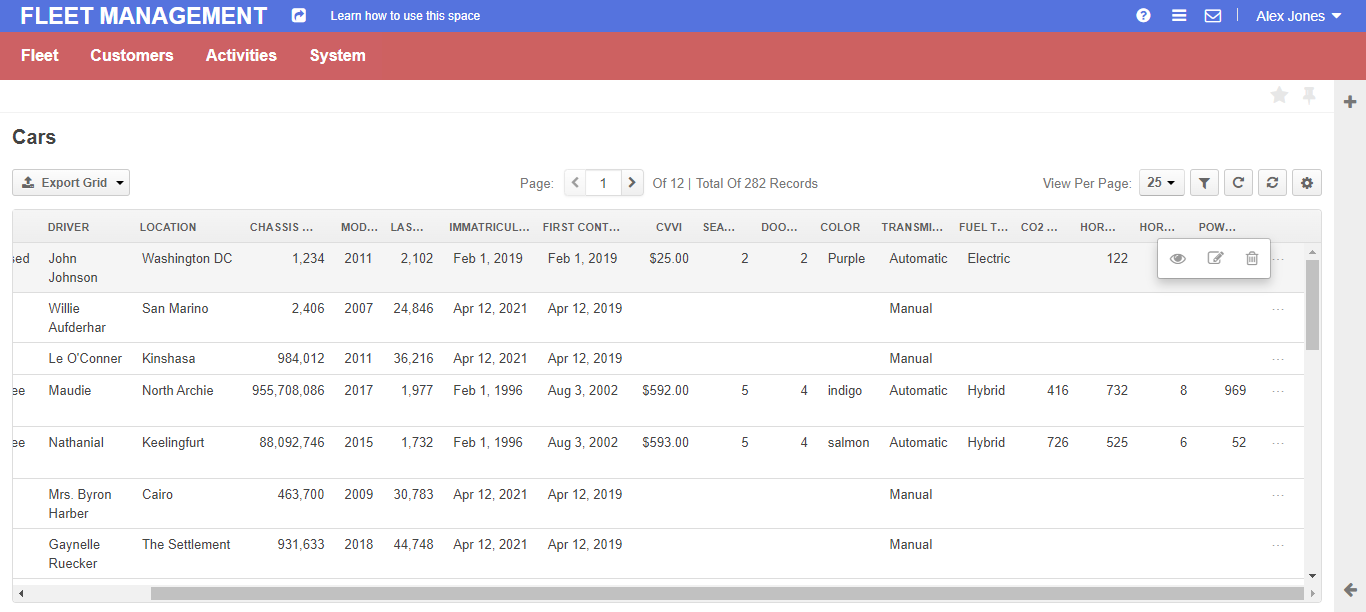 FLEET MANAGEMENT Learn how to use this space Alex Jones
Fleet Customers Activities System
Cars
Export Grid Page: 1 Of 12 | Total Of 282 Records View Per Page: 25
DRIVER LOCATION CHASSIS ... MOD... LAS... IMMATRICUL... FIRST CONT... CVVI SEA... DOO... COLOR TRANSMI... FUEL T... CO2 ... HOR... HOR... POW...
sed John Washington DC 1,234 2011 2,102 Feb 1, 2019 Feb 1, 2019 $25.00 2 2 Purple Automatic Electric 122 ...
Johnson
Willie San Marino 2,406 2007 24,846 Apr 12, 2021 Apr 12, 2019 Manual ...
Aufderhar
Le O'Conner Kinshasa 984,012 2011 36,216 Apr 12, 2021 Apr 12, 2019 Manual ...
ee Maudie North Archie 955,708,086 2017 1,977 Feb 1, 1996 Aug 3, 2002 $592.00 5 4 indigo Automatic Hybrid 416 732 8 969 ...
ee Nathanial Keelingfurt 88,092,746 2015 1,732 Feb 1, 1996 Aug 3, 2002 $593.00 5 4 salmon Automatic Hybrid 726 525 6 52 ...
Mrs. Byron Cairo 463,700 2009 30,783 Apr 12, 2021 Apr 12, 2019 Manual ...
Harber
Gaynelle The Settlement 931,633 2018 44,748 Apr 12, 2021 Apr 12, 2019 Manual ...
Ruecker